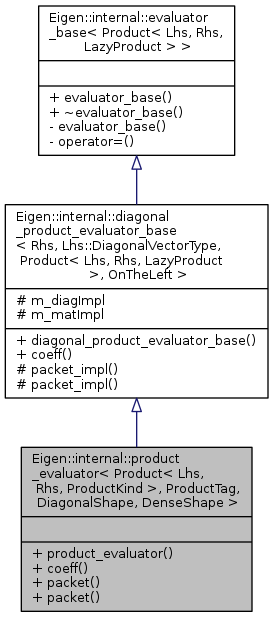 Eigen::internal::evaluator
_base< Product< Lhs, Rhs,
LazyProduct > >
+ evaluator_base()
+ ~evaluator_base()
- evaluator_base()
- operator=()
Eigen::internal::diagonal
_product_evaluator_base
< Rhs, Lhs::DiagonalVectorType,
Product< Lhs, Rhs, LazyProduct
>, OnTheLeft >
# m_diagImpl
# m_matImpl
+ diagonal_product_evaluator_base()
+ coeff()
# packet_impl()
# packet_impl()
Eigen::internal::product
_evaluator< Product< Lhs,
Rhs, ProductKind >, ProductTag,
DiagonalShape, DenseShape >
+ product_evaluator()
+ coeff()
+ packet()
+ packet()